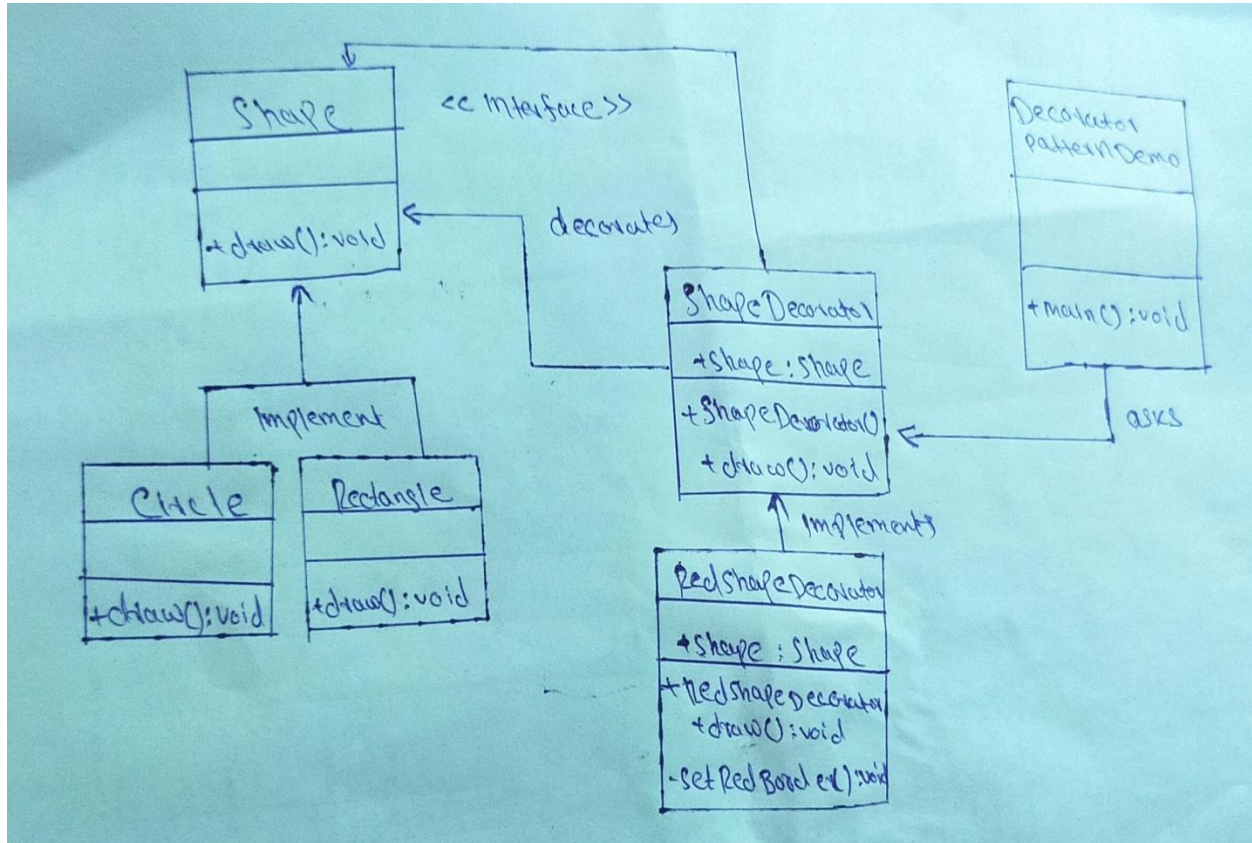 Shape
+draw():void
<<Interface>>
decorates
Decorator
patternDemo
+main():void
asks
ShapeDecorator
+Shape:Shape
+ShapeDecorator()
+draw():void
Implement
Circle
+draw():void
Rectangle
+draw():void
Implements
RedShapeDecorator
+Shape:Shape
+RedShapeDecorator
+draw():void
-setRedBorder():void